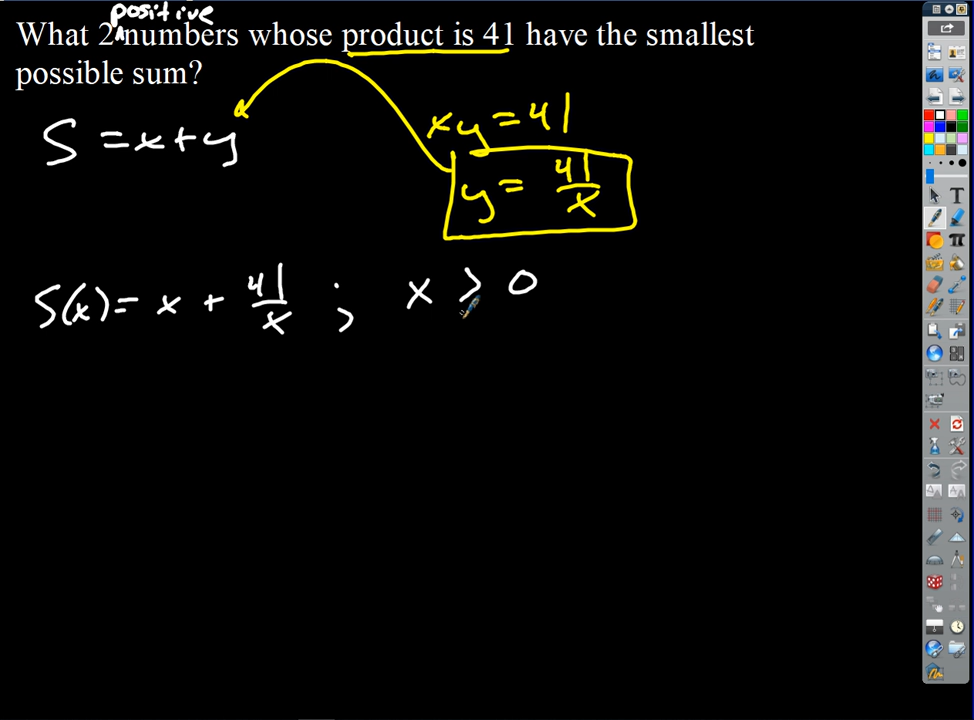 positive
What 2 ^ numbers whose product is 41 have the smallest
possible sum?
S = x + y
xy = 41
y = 41/x
S(x) = x + 41/x ; x > 0